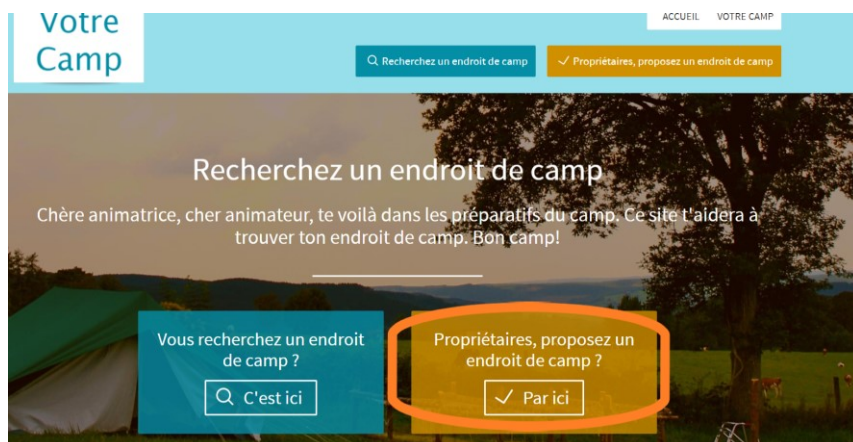 Votre
Camp
ACCUEIL VOTRE CAMP
Recherchez un endroit de camp
Propriétaires, proposez un endroit de camp
Recherchez un endroit de camp
Chère animatrice, cher animateur, te voilà dans les préparatifs du camp. Ce site t'aidera à
trouver ton endroit de camp. Bon camp!
Vous recherchez un endroit
de camp ?
C'est ici
Propriétaires, proposez un
endroit de camp ?
Par ici